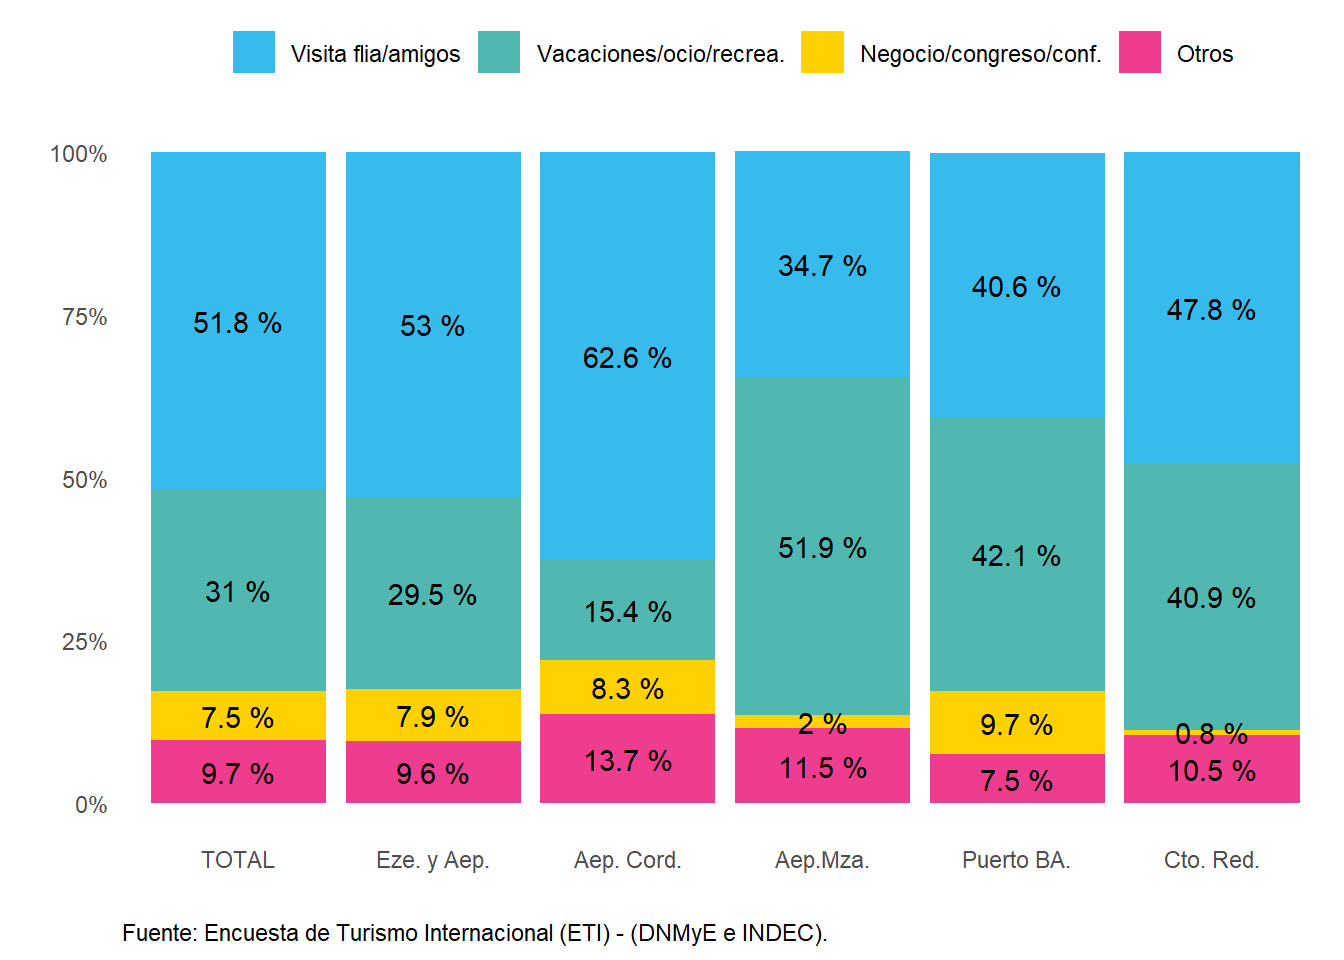 Visita flia/amigos Vacaciones/ocio/recrea. Negocio/congreso/conf. Otros
100%
75%
50%
25%
0%
51.8 % 53 % 62.6 % 34.7 % 40.6 % 47.8 %
31 % 29.5 % 15.4 % 51.9 % 42.1 % 40.9 %
7.5 % 7.9 % 8.3 % 2 % 9.7 % 0.8 %
9.7 % 9.6 % 13.7 % 11.5 % 7.5 % 10.5 %
TOTAL Eze. y Aep. Aep. Cord. Aep.Mza. Puerto BA. Cto. Red.
Fuente: Encuesta de Turismo Internacional (ETI) - (DNMyE e INDEC).